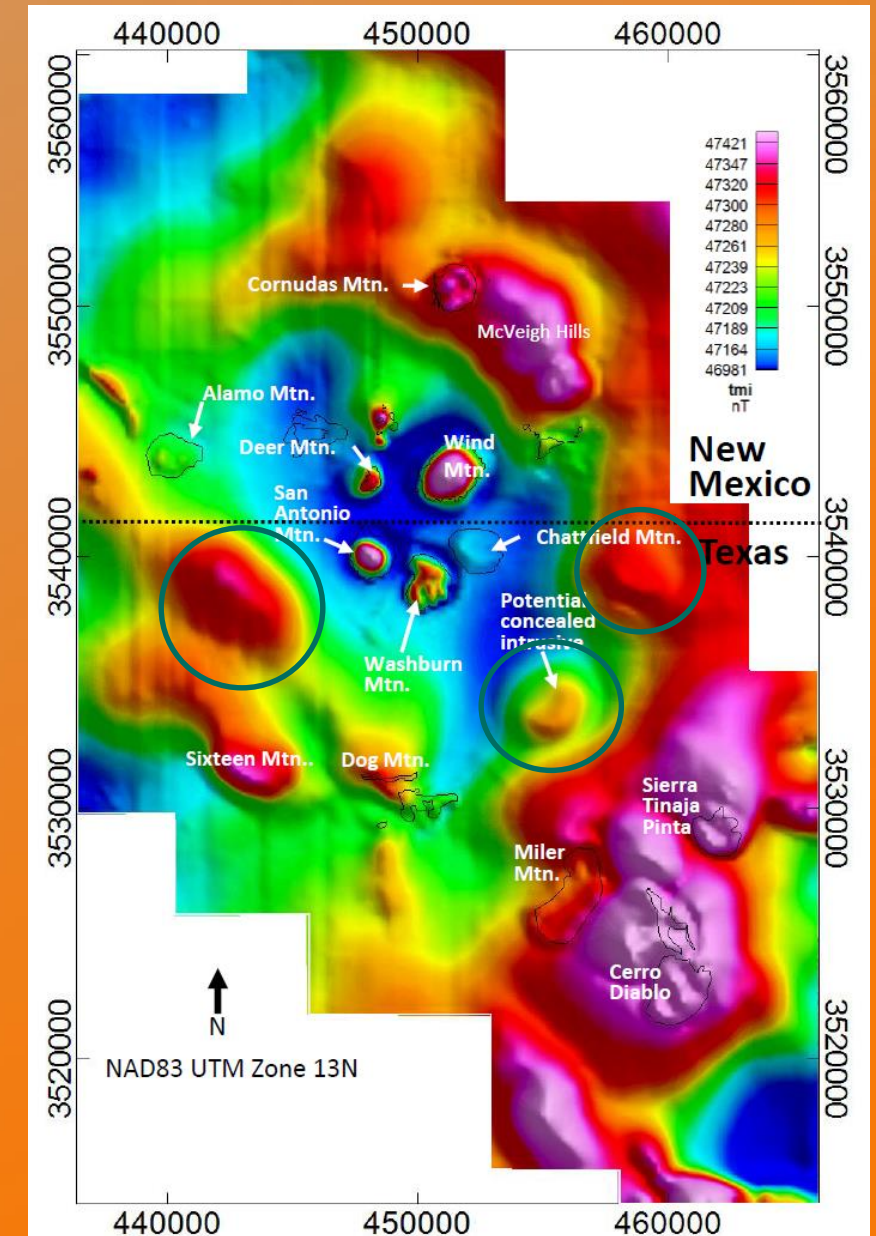 440000 450000 460000
3560000
3560000
47421
47347
47320
47300
47280
47261
47239
47223
47209
47189
47164
46981
tmi
nT
Cornudas Mtn.
3550000
3550000
McVeigh Hills
Alamo Mtn.
Deer Mtn.
Wind
Mtn.
New
Mexico
San
Antonio
Mtn.
3540000
3540000
Chattfield Mtn.
Texas
Potential
concealed
intrusive
Washburn
Mtn.
Sixteen Mtn..
Dog Mtn.
3530000
3530000
Sierra
Tinaja
Pinta
Miler
Mtn.
Cerro
Diablo
N
NAD83 UTM Zone 13N
3520000
3520000
440000 450000 460000